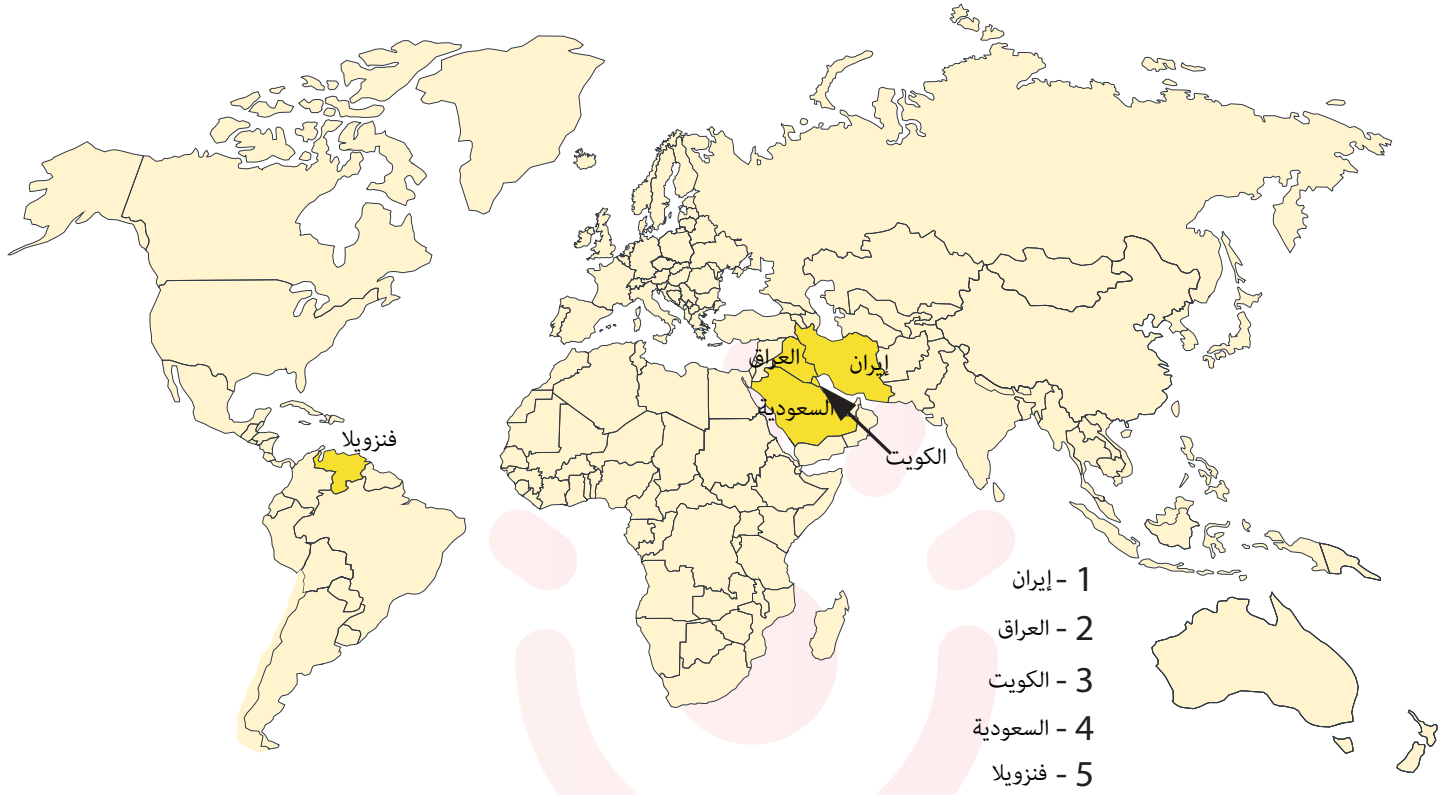 العراق
إيران
السعودية
الكويت
فنزويلا
1 - إيران
2 - العراق
3 - الكويت
4 - السعودية
5 - فنزويلا